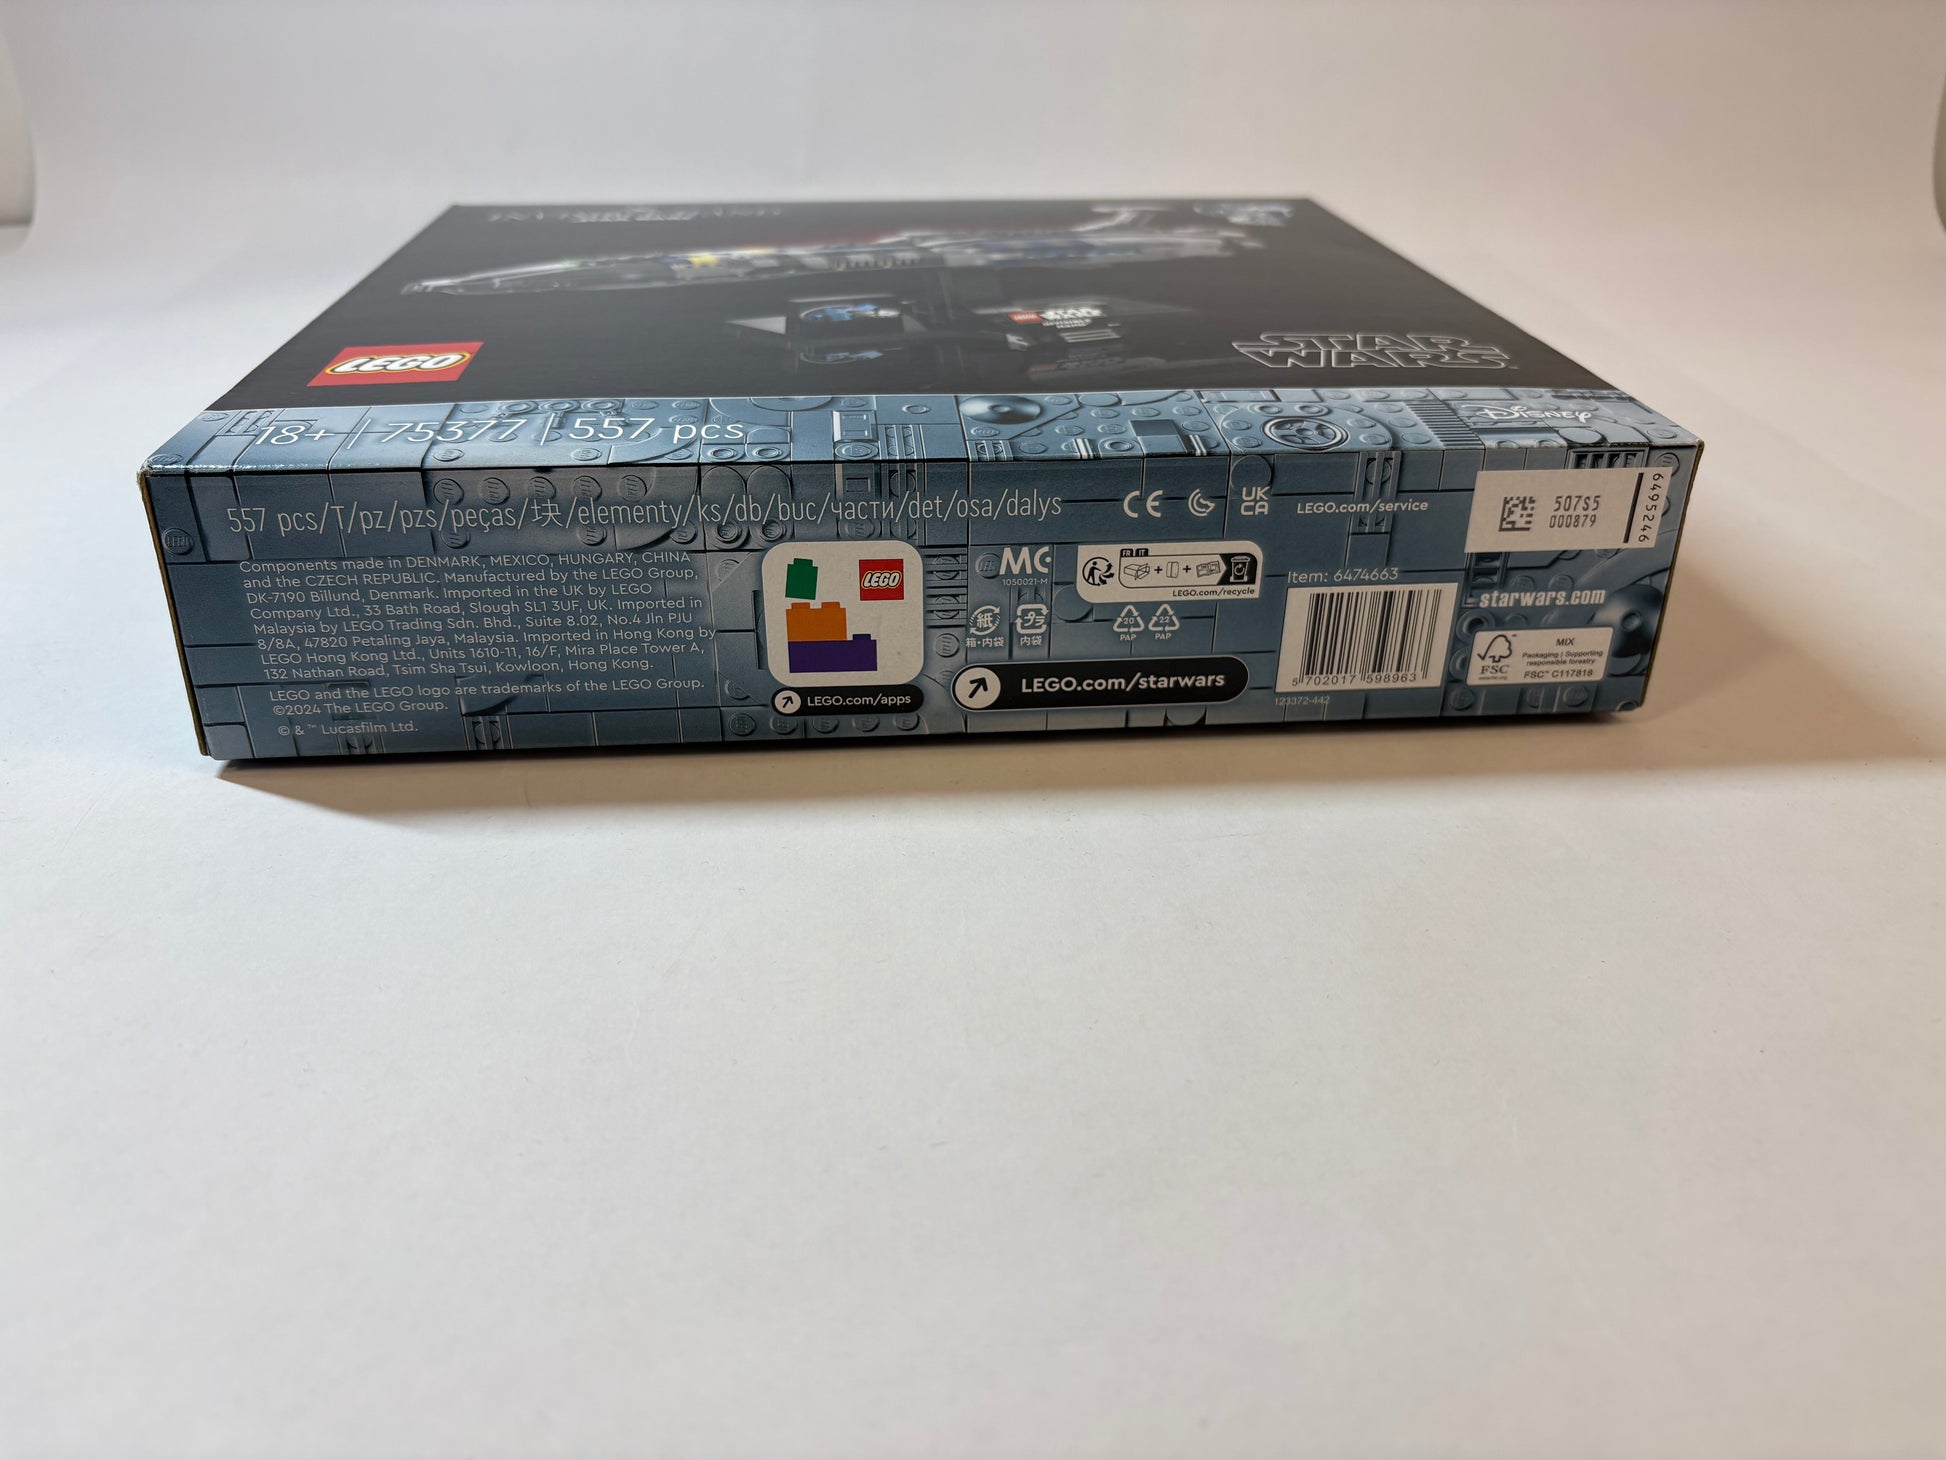 LEGO
STAR
WARS
18+ | 75377 | 557 pcs
Disney
557 pcs/T/pz/pzs/peças/块/elementy/ks/db/buc/части/det/osa/dalys
CE
UK
CA
LEGO.com/service
507S5
000879
6495246
Components made in DENMARK, MEXICO, HUNGARY, CHINA
and the CZECH REPUBLIC. Manufactured by the LEGO Group,
DK-7190 Billund, Denmark. Imported in the UK by LEGO
Company Ltd., 33 Bath Road, Slough SL1 3UF, UK. Imported in
Malaysia by LEGO Trading Sdn. Bhd., Suite 8.02, No.4 Jln PJU
8/8A, 47820 Petaling Jaya, Malaysia. Imported in Hong Kong by
LEGO Hong Kong Ltd., Units 1610-11, 16/F, Mira Place Tower A,
132 Nathan Road, Tsim Sha Tsui, Kowloon, Hong Kong.
LEGO and the LEGO logo are trademarks of the LEGO Group.
©2024 The LEGO Group.
© & ™ Lucasfilm Ltd.
LEGO
LEGO.com/apps
MC
1050021-M
FR IT
LEGO.com/recycle
紙
箱・内袋
プラ
内袋
20
PAP
22
PAP
LEGO.com/starwars
Item: 6474663
5 702017 598963
123372-442
starwars.com
FSC
www.fsc.org
MIX
Packaging | Supporting
responsible forestry
FSC™ C117818